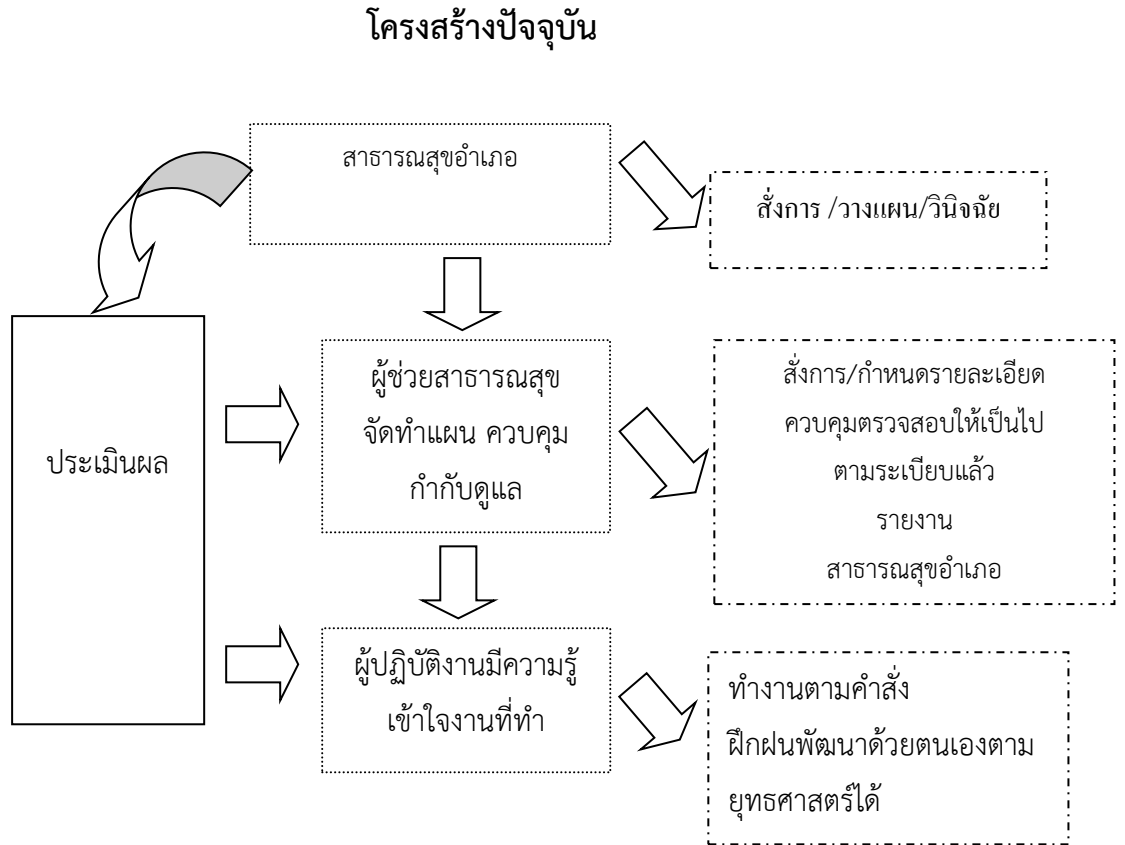 โครงสร้างปัจจุบัน
สาธารณสุขอำเภอ
สั่งการ /วางแผน/วินิจฉัย
ประเมินผล
ผู้ช่วยสาธารณสุข
จัดทำแผน ควบคุม
กำกับดูแล
สั่งการ/กำหนดรายละเอียด
ควบคุมตรวจสอบให้เป็นไป
ตามระเบียบแล้ว
รายงาน
สาธารณสุขอำเภอ
ผู้ปฏิบัติงานมีความรู้
เข้าใจงานที่ทำ
ทำงานตามคำสั่ง
ฝึกฝนพัฒนาด้วยตนเองตาม
ยุทธศาสตร์ได้